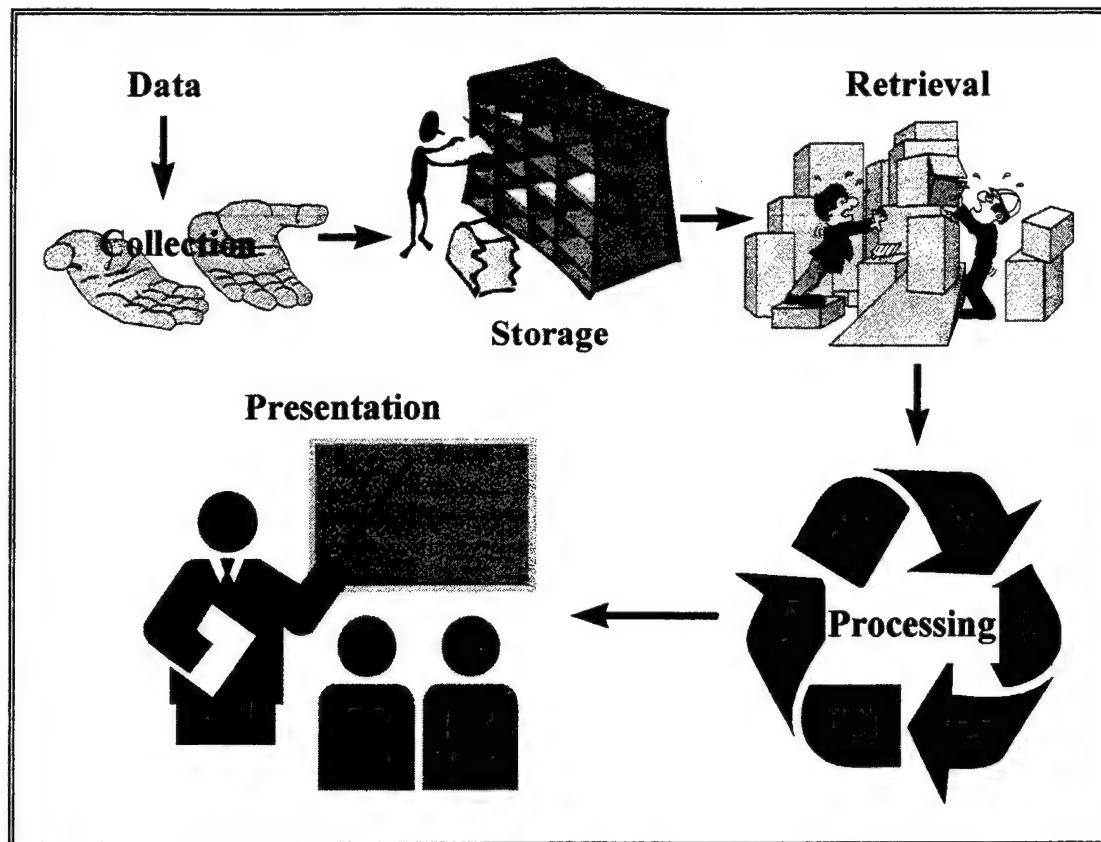 Data
Collection
Storage
Retrieval
Processing
Presentation